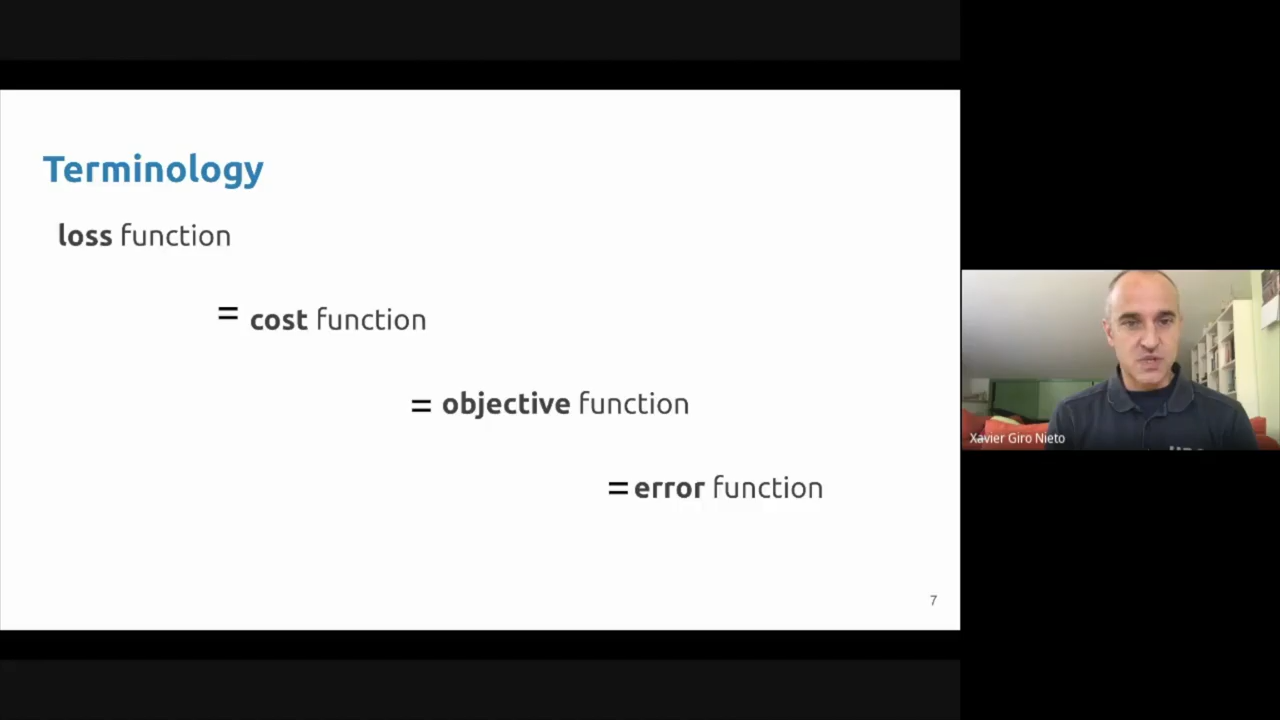 Terminology
loss function
= cost function
= objective function
= error function
7
Xavier Giro Nieto